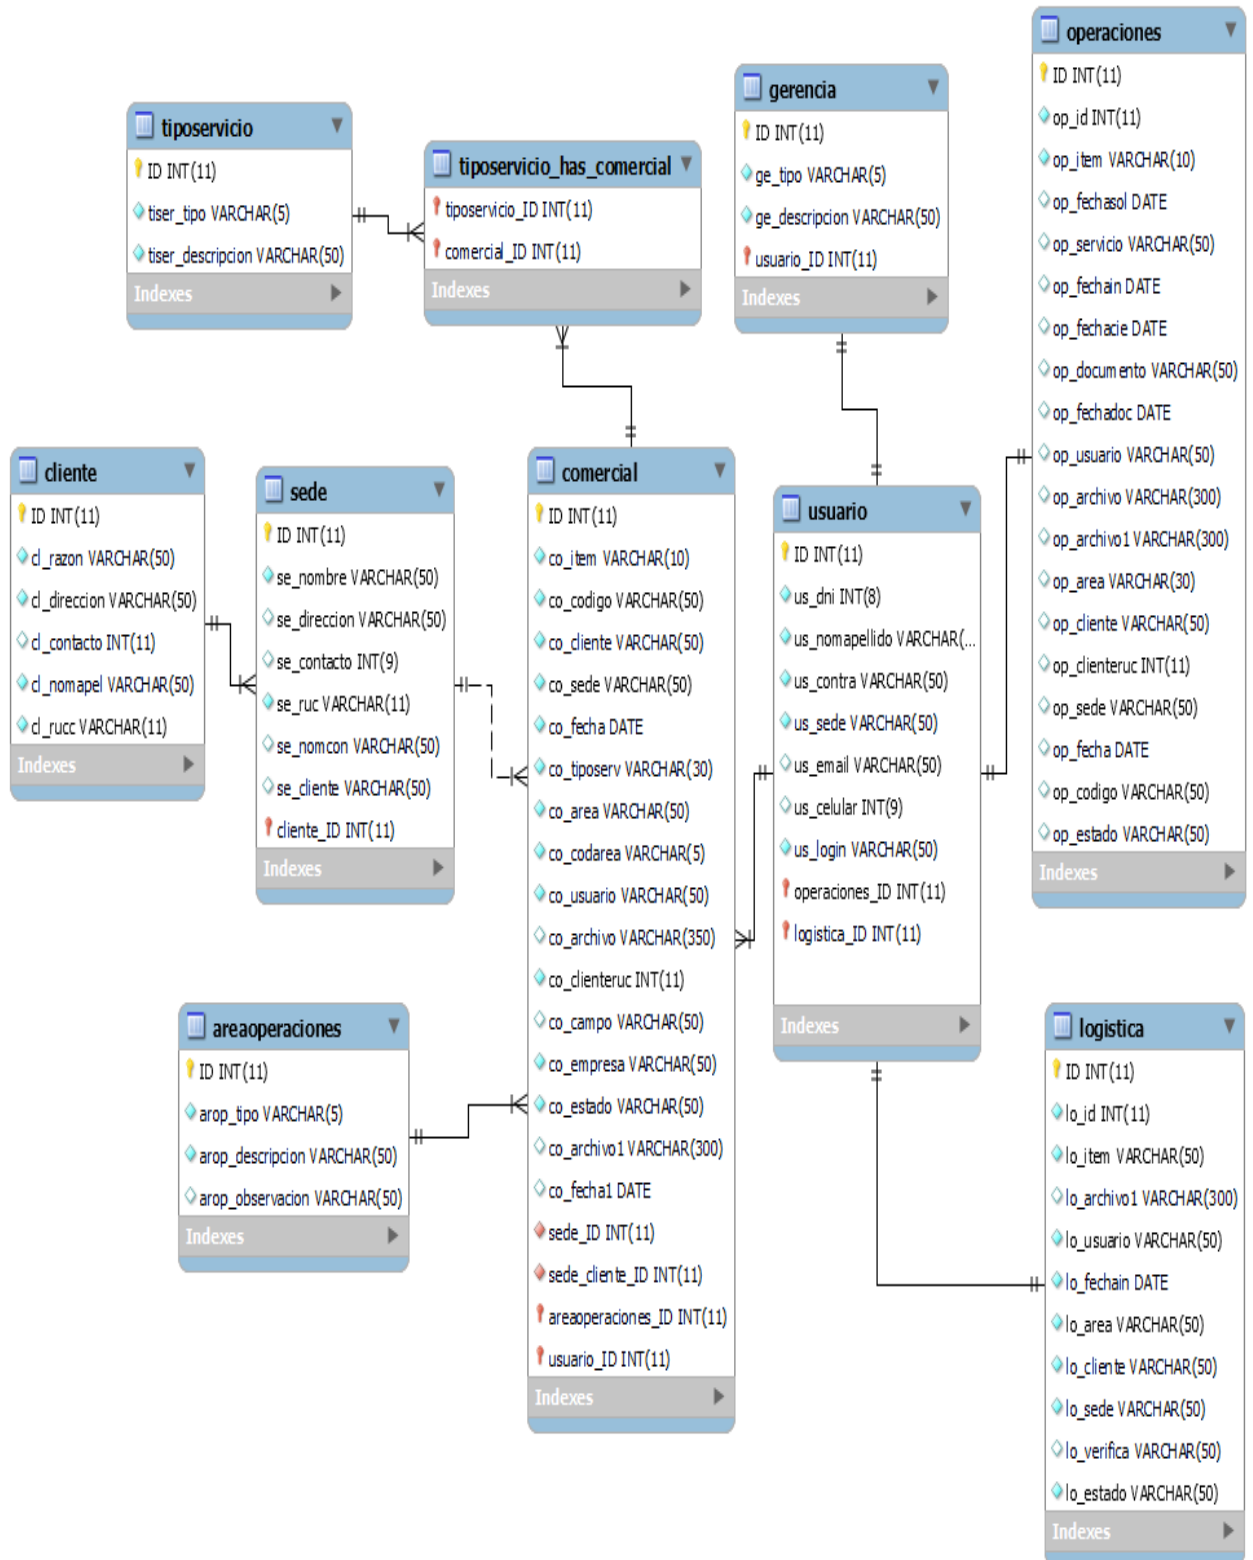 operaciones
ID INT(11)
op_id INT(11)
op_item VARCHAR(10)
op_fechasol DATE
op_servicio VARCHAR(50)
op_fechain DATE
op_fechacie DATE
op_documento VARCHAR(50)
op_fechadoc DATE
op_usuario VARCHAR(50)
op_archivo VARCHAR(300)
op_archivo1 VARCHAR(300)
op_area VARCHAR(30)
op_cliente VARCHAR(50)
op_clienteruc INT(11)
op_sede VARCHAR(50)
op_fecha DATE
op_codigo VARCHAR(50)
op_estado VARCHAR(50)
Indexes
gerencia
ID INT(11)
ge_tipo VARCHAR(5)
ge_descripcion VARCHAR(50)
usuario_ID INT(11)
Indexes
tiposervicio
ID INT(11)
tiser_tipo VARCHAR(5)
tiser_descripcion VARCHAR(50)
Indexes
tiposervicio_has_comercial
tiposervicio_ID INT(11)
comercial_ID INT(11)
Indexes
cliente
ID INT(11)
cl_razon VARCHAR(50)
cl_direccion VARCHAR(50)
cl_contacto INT(11)
cl_nomapel VARCHAR(50)
cl_rucc VARCHAR(11)
Indexes
sede
ID INT(11)
se_nombre VARCHAR(50)
se_direccion VARCHAR(50)
se_contacto INT(9)
se_ruc VARCHAR(11)
se_nomcon VARCHAR(50)
se_cliente VARCHAR(50)
cliente_ID INT(11)
Indexes
comercial
ID INT(11)
co_item VARCHAR(10)
co_codigo VARCHAR(50)
co_cliente VARCHAR(50)
co_sede VARCHAR(50)
co_fecha DATE
co_tiposerv VARCHAR(30)
co_area VARCHAR(50)
co_codarea VARCHAR(5)
co_usuario VARCHAR(50)
co_archivo VARCHAR(350)
co_clienteruc INT(11)
co_campo VARCHAR(50)
co_empresa VARCHAR(50)
co_estado VARCHAR(50)
co_archivo1 VARCHAR(300)
co_fecha1 DATE
sede_ID INT(11)
sede_cliente_ID INT(11)
areaoperaciones_ID INT(11)
usuario_ID INT(11)
Indexes
usuario
ID INT(11)
us_dni INT(8)
us_nomapellido VARCHAR(...
us_contra VARCHAR(50)
us_sede VARCHAR(50)
us_email VARCHAR(50)
us_celular INT(9)
us_login VARCHAR(50)
operaciones_ID INT(11)
logistica_ID INT(11)
Indexes
areaoperaciones
ID INT(11)
arop_tipo VARCHAR(5)
arop_descripcion VARCHAR(50)
arop_observacion VARCHAR(50)
Indexes
logistica
ID INT(11)
lo_id INT(11)
lo_item VARCHAR(50)
lo_archivo1 VARCHAR(300)
lo_usuario VARCHAR(50)
lo_fechain DATE
lo_area VARCHAR(50)
lo_cliente VARCHAR(50)
lo_sede VARCHAR(50)
lo_verifica VARCHAR(50)
lo_estado VARCHAR(50)
Indexes